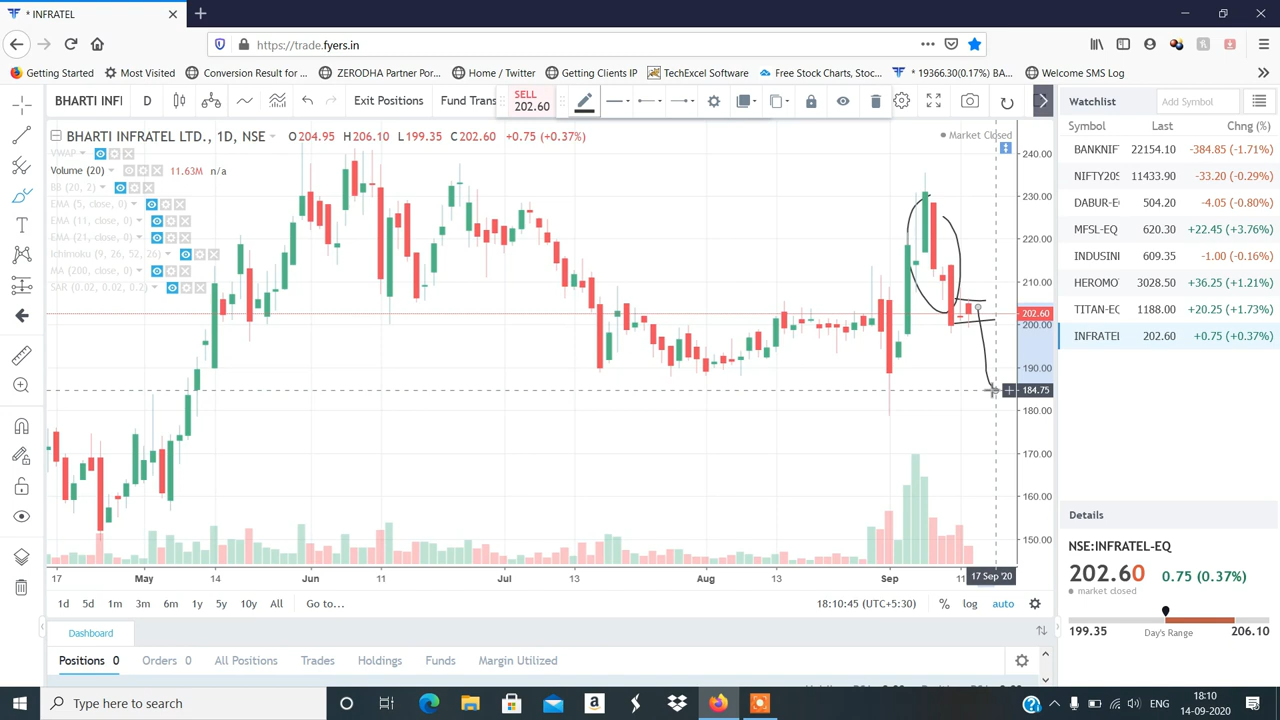 * INFRATEL
https://trade.fyers.in
Getting Started Most Visited Conversion Result for ... ZERODHA Partner Por... Home / Twitter Getting Clients IP TechExcel Software Free Stock Charts, Stoc... * 19366.30(0.17%) BA... Welcome SMS Log
BHARTI INFI D Exit Positions Fund Trans SELL 202.60
BHARTI INFRATEL LTD., 1D, NSE O204.95 H206.10 L199.35 C202.60 +0.75 (+0.37%)
Market Closed
VWAP
Volume (20) 11.63M n/a
BB (20, 2)
EMA (5, close, 0)
EMA (11, close, 0)
EMA (21, close, 0)
Ichimoku (9, 26, 52, 26)
MA (200, close, 0)
SAR (0.02, 0.02, 0.2)
240.00
230.00
220.00
210.00
202.60
200.00
190.00
184.75
180.00
170.00
160.00
150.00
17 May 14 Jun 11 Jul 13 Aug 13 Sep 11 17 Sep '20
1d 5d 1m 3m 6m 1y 5y 10y All Go to... 18:10:45 (UTC+5:30) % log auto
Dashboard
Positions 0 Orders 0 All Positions Trades Holdings Funds Margin Utilized
Watchlist Add Symbol
Symbol Last Chng (%)
BANKNIF 22154.10 -384.85 (-1.71%)
NIFTY20S 11433.90 -33.20 (-0.29%)
DABUR-E 504.20 -4.05 (-0.80%)
MFSL-EQ 620.30 +22.45 (+3.76%)
INDUSINI 609.35 -1.00 (-0.16%)
HEROMO 3028.50 +36.25 (+1.21%)
TITAN-EC 1188.00 +20.25 (+1.73%)
INFRATEL 202.60 +0.75 (+0.37%)
Details
NSE:INFRATEL-EQ
202.60 0.75 (0.37%)
market closed
199.35 Day's Range 206.10
Type here to search
ENG
18:10
14-09-2020